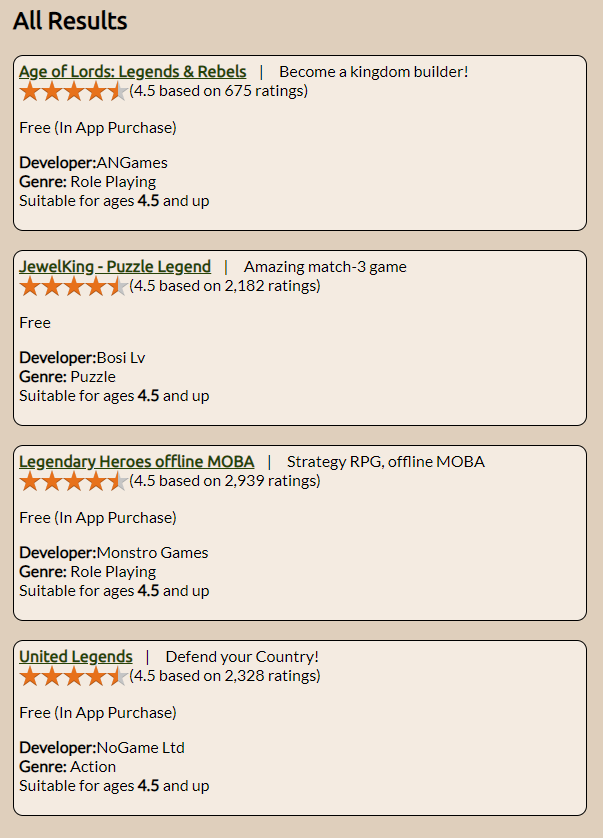 All Results
Age of Lords: Legends & Rebels | Become a kingdom builder!
(4.5 based on 675 ratings)
Free (In App Purchase)
Developer:ANGames
Genre: Role Playing
Suitable for ages 4.5 and up
JewelKing - Puzzle Legend | Amazing match-3 game
(4.5 based on 2,182 ratings)
Free
Developer:Bosi Lv
Genre: Puzzle
Suitable for ages 4.5 and up
Legendary Heroes offline MOBA | Strategy RPG, offline MOBA
(4.5 based on 2,939 ratings)
Free (In App Purchase)
Developer:Monstro Games
Genre: Role Playing
Suitable for ages 4.5 and up
United Legends | Defend your Country!
(4.5 based on 2,328 ratings)
Free (In App Purchase)
Developer:NoGame Ltd
Genre: Action
Suitable for ages 4.5 and up